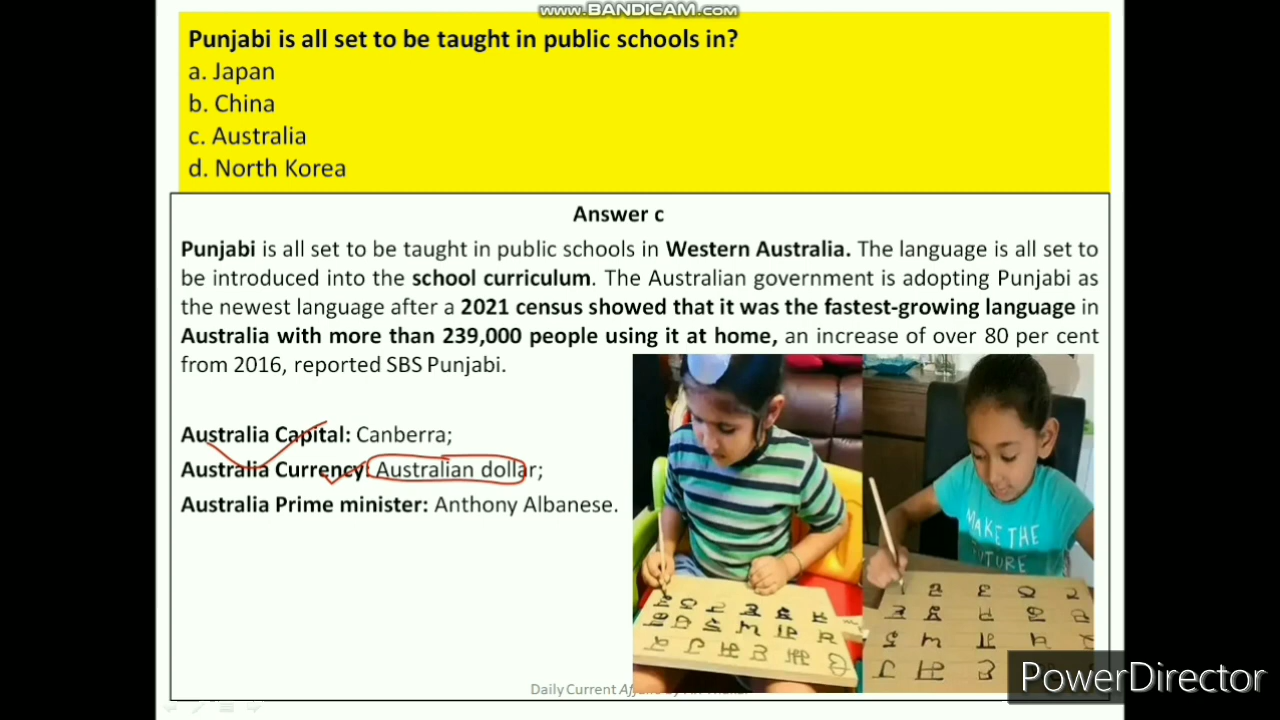 www.BANDICAM.com
Punjabi is all set to be taught in public schools in?
a. Japan
b. China
c. Australia
d. North Korea
Answer c
Punjabi is all set to be taught in public schools in Western Australia. The language is all set to
be introduced into the school curriculum. The Australian government is adopting Punjabi as
the newest language after a 2021 census showed that it was the fastest-growing language in
Australia with more than 239,000 people using it at home, an increase of over 80 per cent
from 2016, reported SBS Punjabi.
Australia Capital: Canberra;
Australia Currency: Australian dollar;
Australia Prime minister: Anthony Albanese.
MAKE THE
FUTURE
Daily Current
PowerDirector